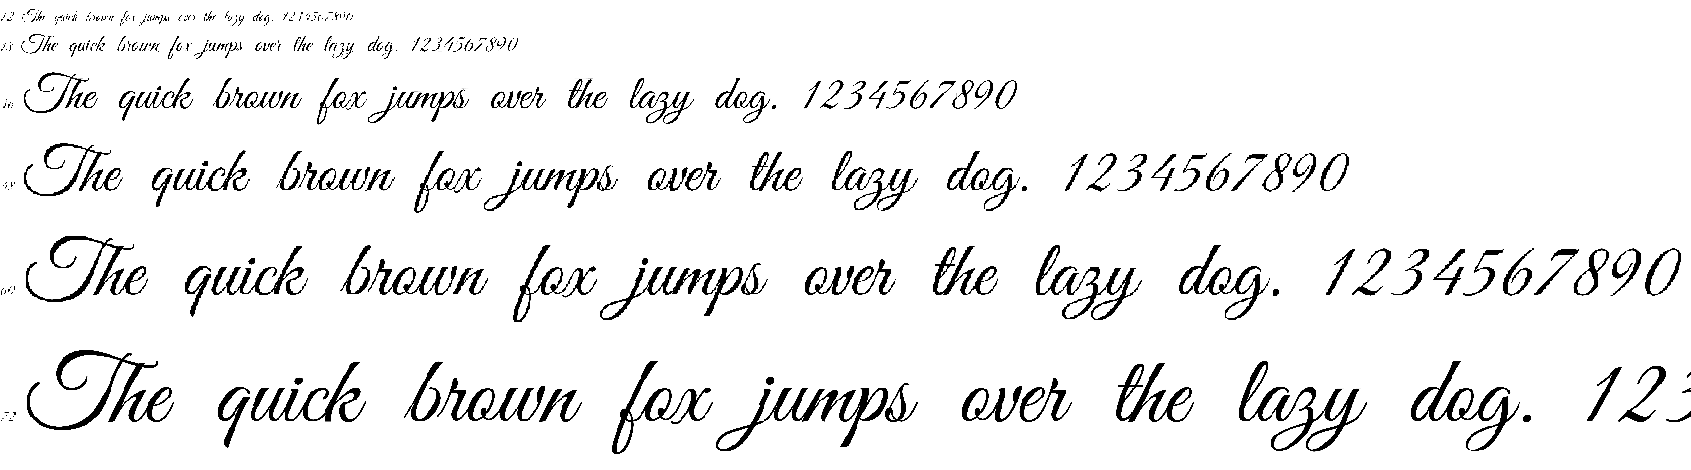 12 The quick brown fox jumps over the lazy dog. 1234567890
18 The quick brown fox jumps over the lazy dog. 1234567890
36 The quick brown fox jumps over the lazy dog. 1234567890
48 The quick brown fox jumps over the lazy dog. 1234567890
60 The quick brown fox jumps over the lazy dog. 1234567890
72 The quick brown fox jumps over the lazy dog. 123